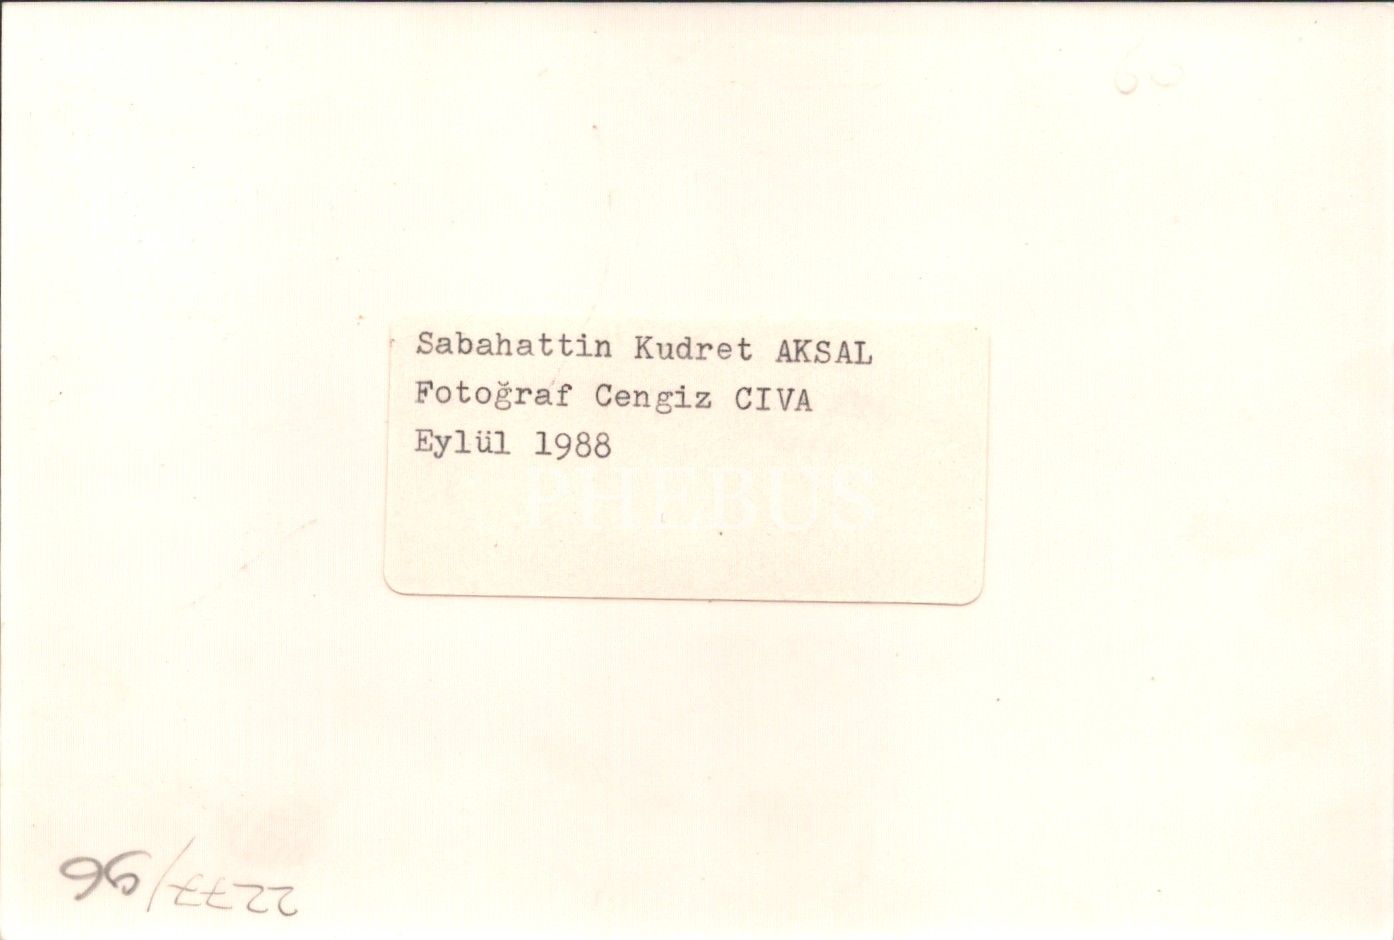 Sabahattin Kudret AKSAL
Fotoğraf Cengiz CIVA
Eylül 1988
PHEBUS
2277/96